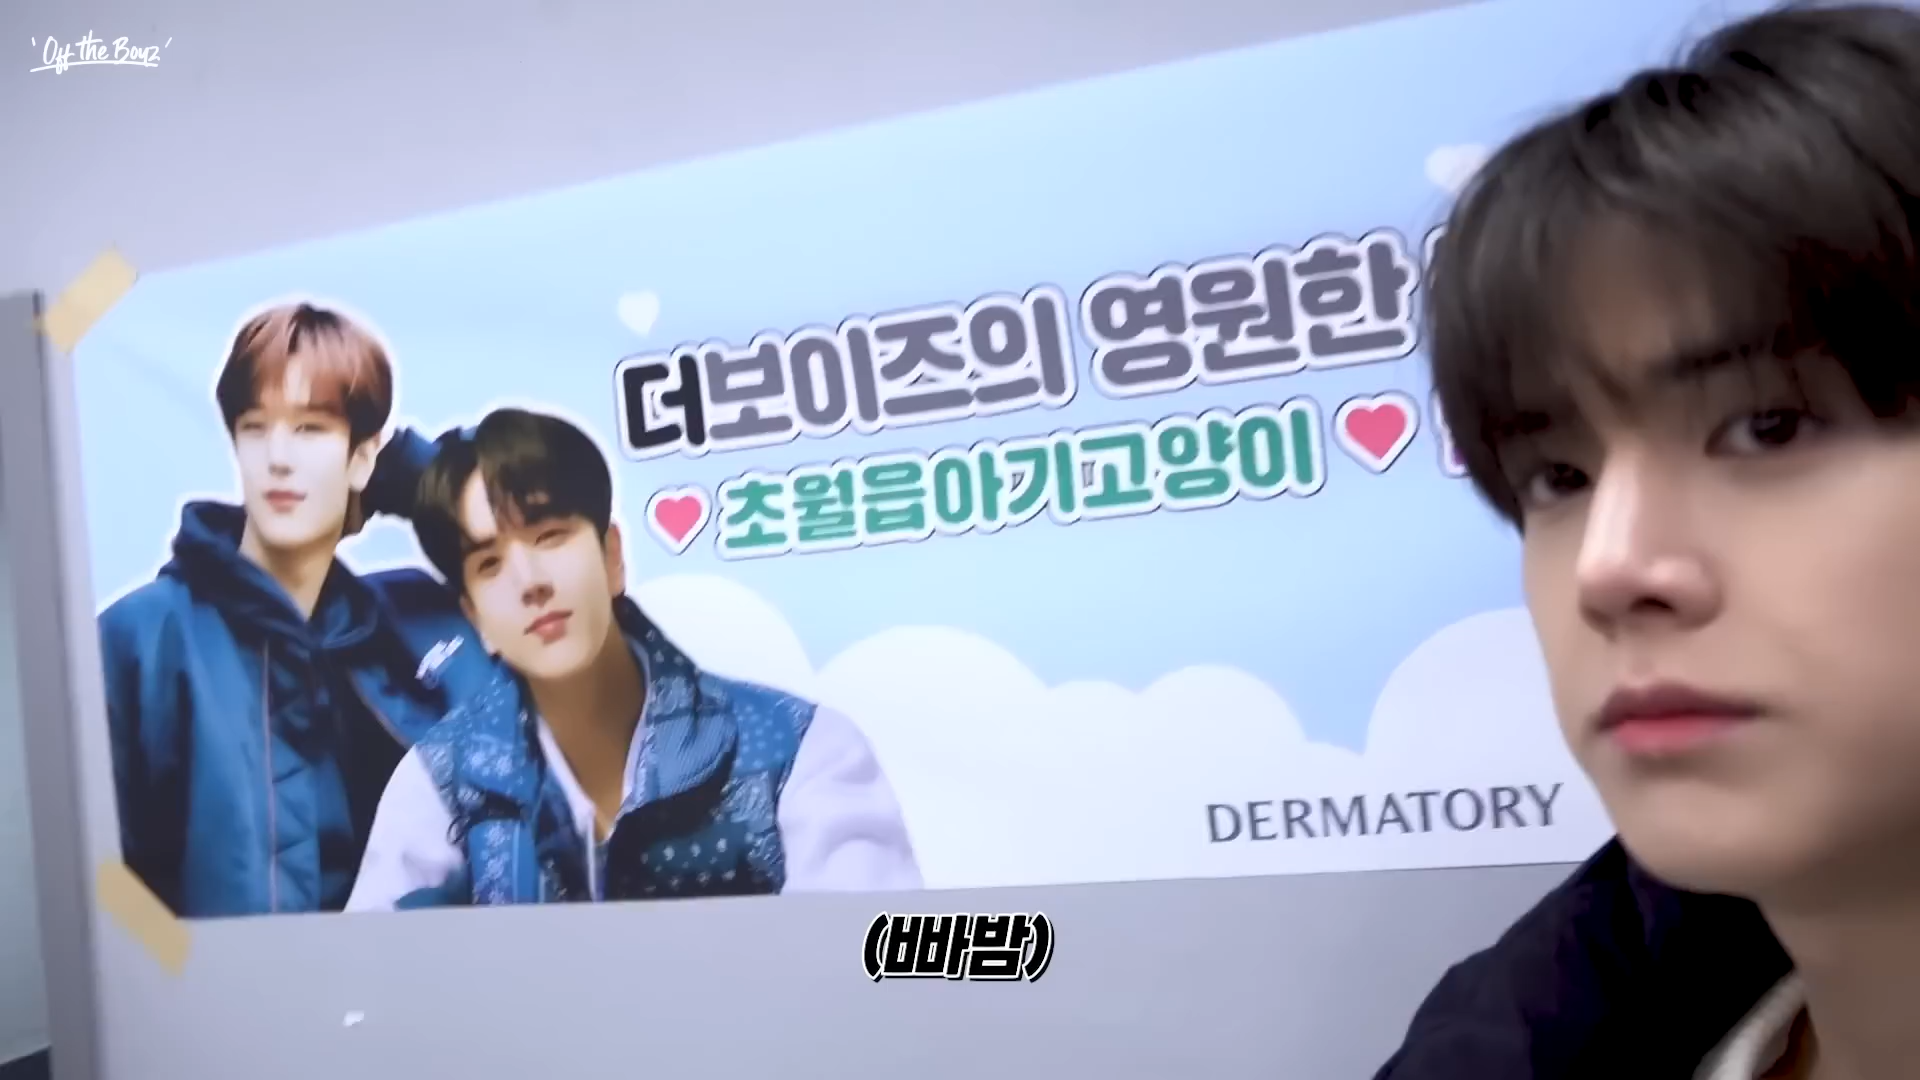 'Off the Boyz'
더보이즈의 영원한
초월읍아기고양이
DERMATORY
(빠밤)